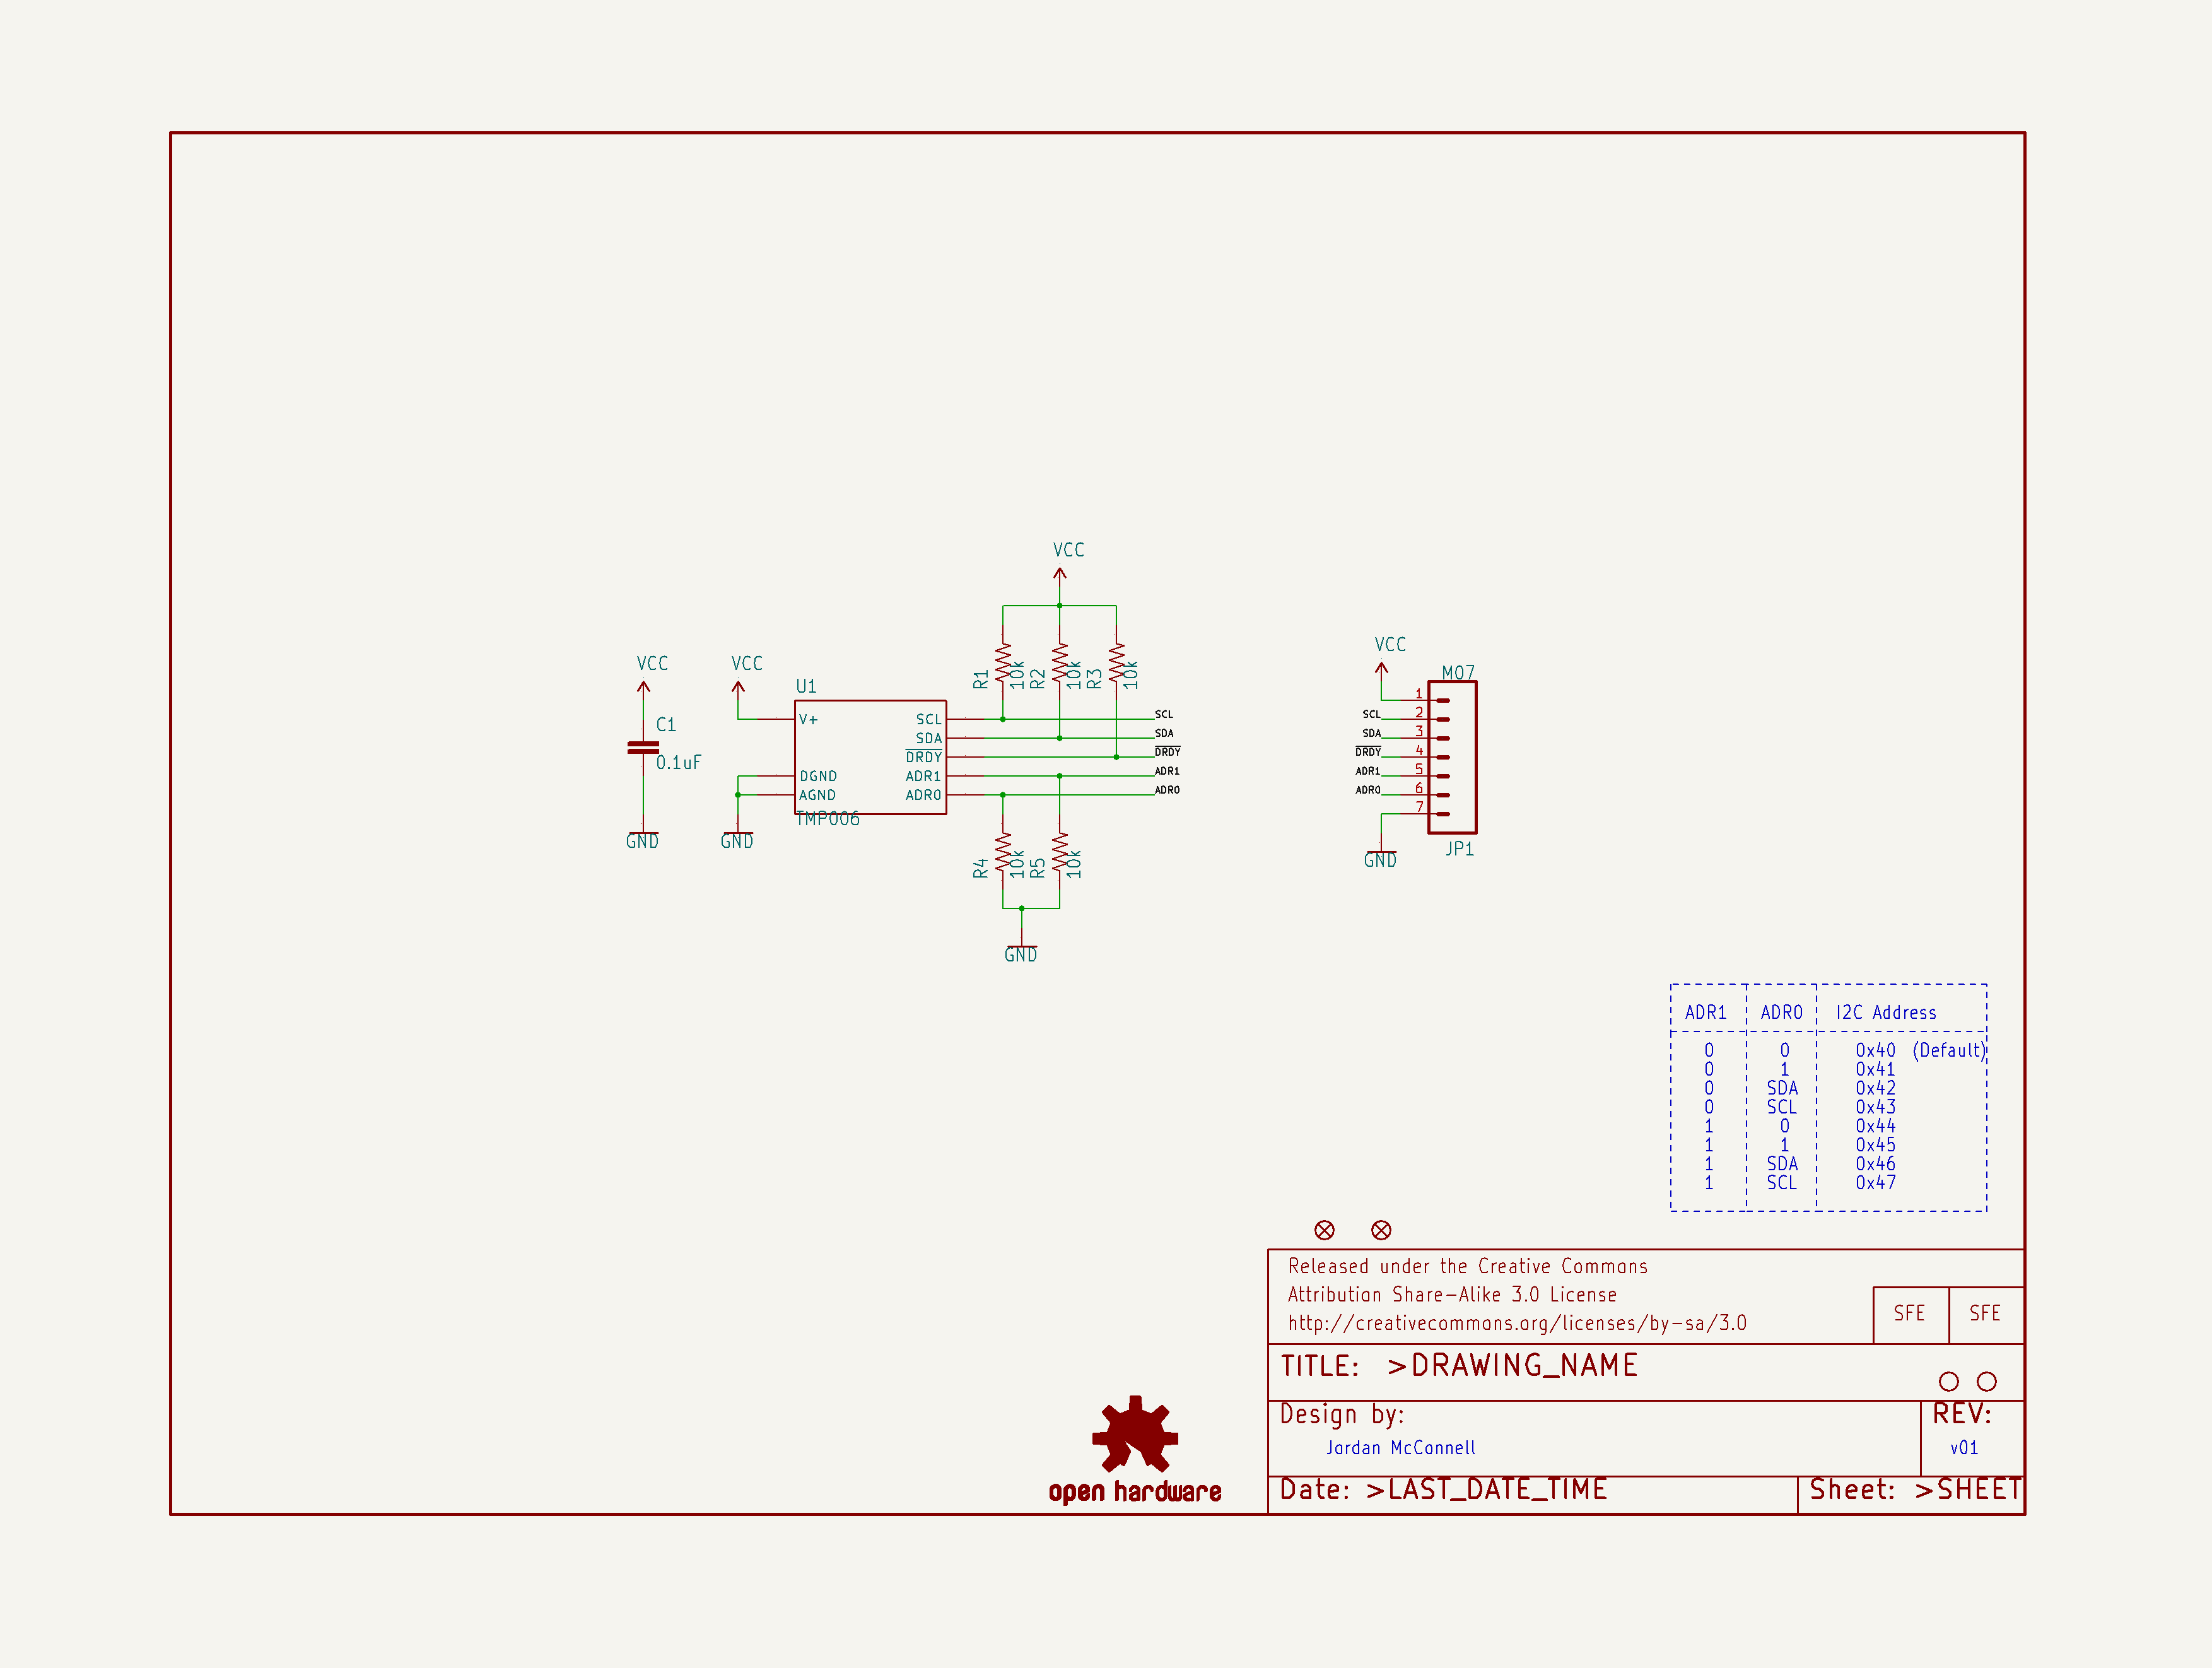 VCC
VCC
VCC
VCC
C1
0.1uF
GND
GND
U1
V+
DGND
AGND
SCL
SDA
DRDY
ADR1
ADR0
TMP006
R1
10k
R2
10k
R3
10k
SCL
SDA
DRDY
ADR1
ADR0
R4
10k
R5
10k
GND
M07
SCL
SDA
DRDY
ADR1
ADR0
1
2
3
4
5
6
7
GND
JP1
ADR1 ADR0 I2C Address
0 0 0x40 (Default)
0 1 0x41
0 SDA 0x42
0 SCL 0x43
1 0 0x44
1 1 0x45
1 SDA 0x46
1 SCL 0x47
Released under the Creative Commons
Attribution Share-Alike 3.0 License
http://creativecommons.org/licenses/by-sa/3.0
SFE SFE
TITLE: >DRAWING_NAME
Design by:
Jordan McConnell
REV:
v01
Date: >LAST_DATE_TIME
Sheet: >SHEET
open hardware